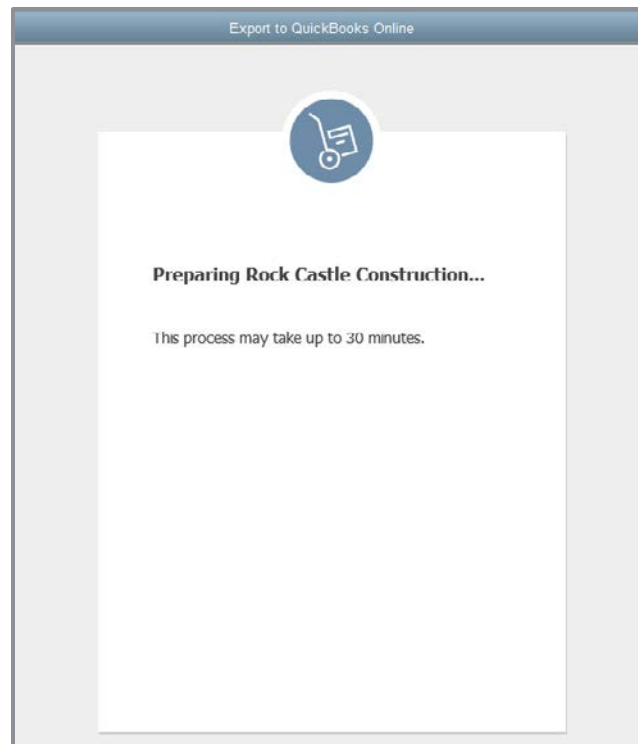 Export to QuickBooks Online
Preparing Rock Castle Construction...
This process may take up to 30 minutes.